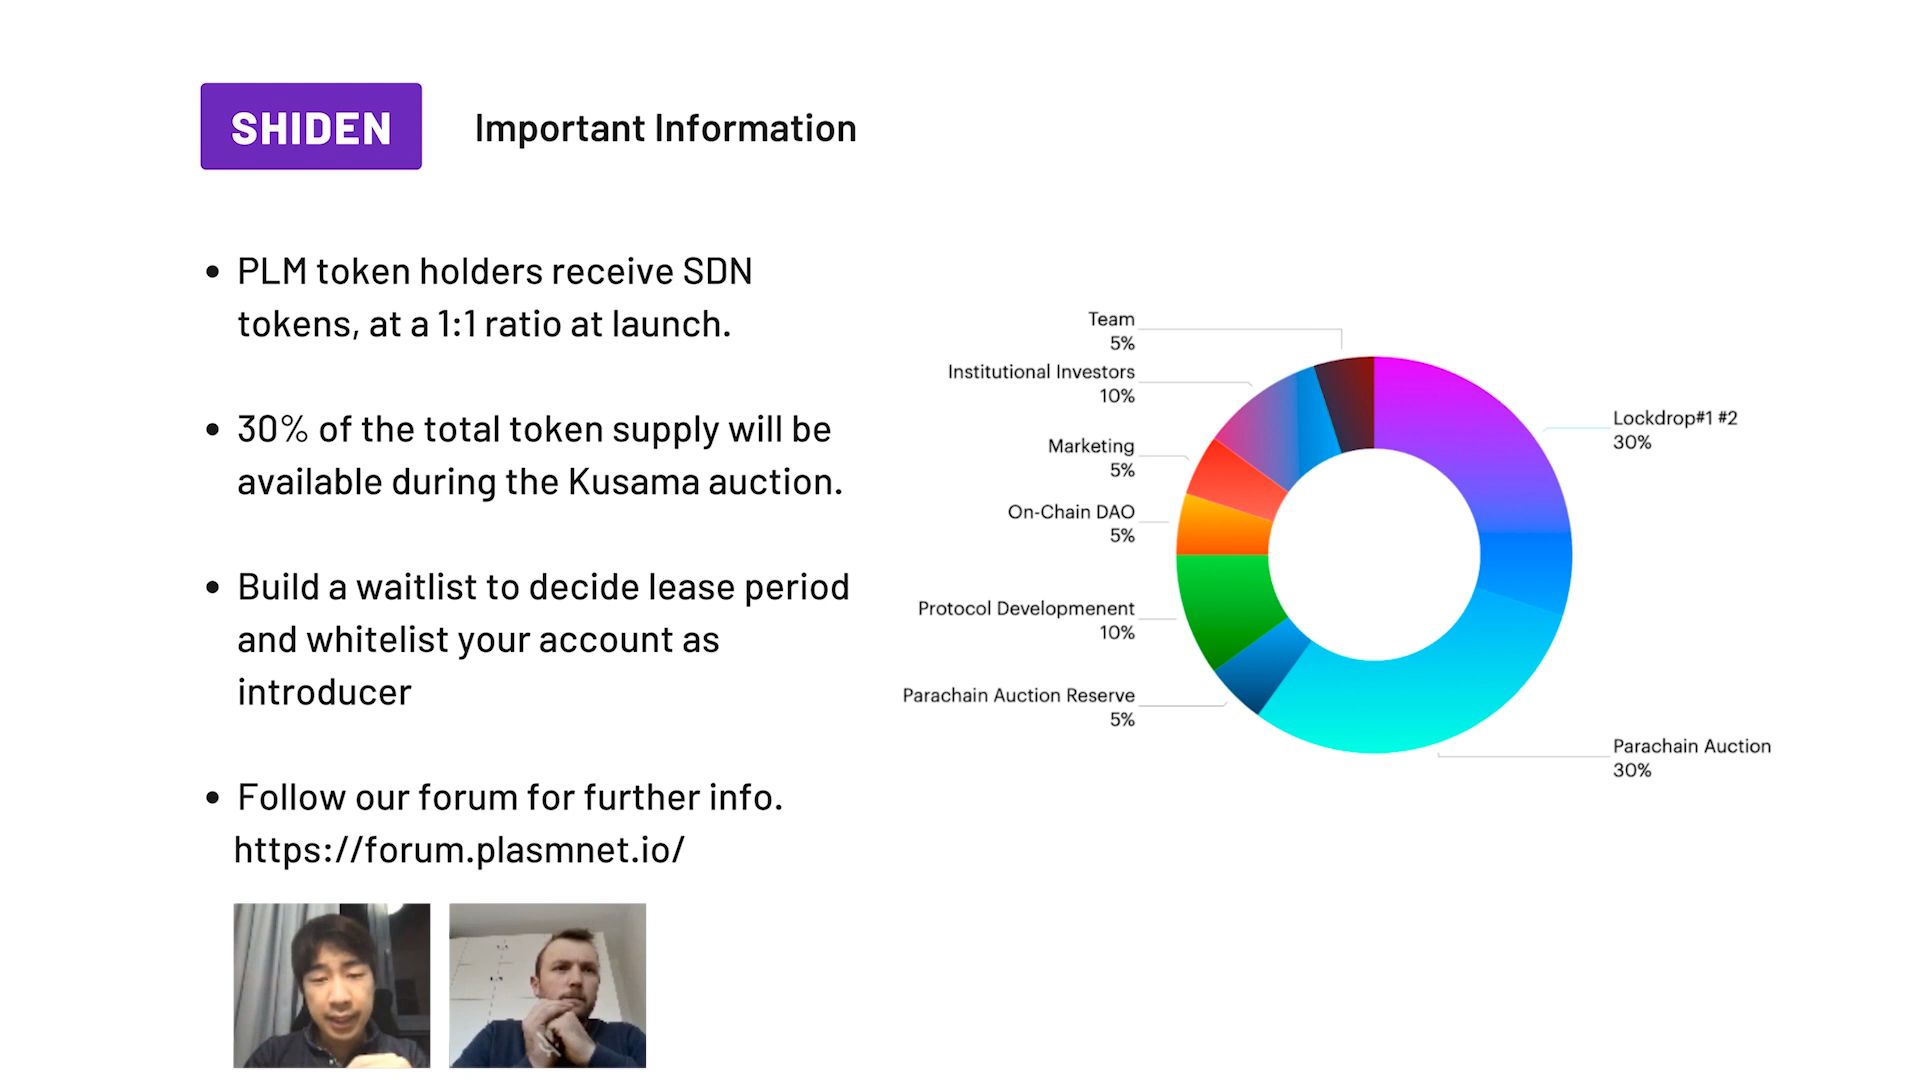 SHIDEN
Important Information
• PLM token holders receive SDN
tokens, at a 1:1 ratio at launch.
• 30% of the total token supply will be
available during the Kusama auction.
• Build a waitlist to decide lease period
and whitelist your account as
introducer
• Follow our forum for further info.
https://forum.plasmnet.io/
Team
5%
Institutional Investors
10%
Marketing
5%
On-Chain DAO
5%
Protocol Developmenent
10%
Parachain Auction Reserve
5%
Lockdrop#1 #2
30%
Parachain Auction
30%